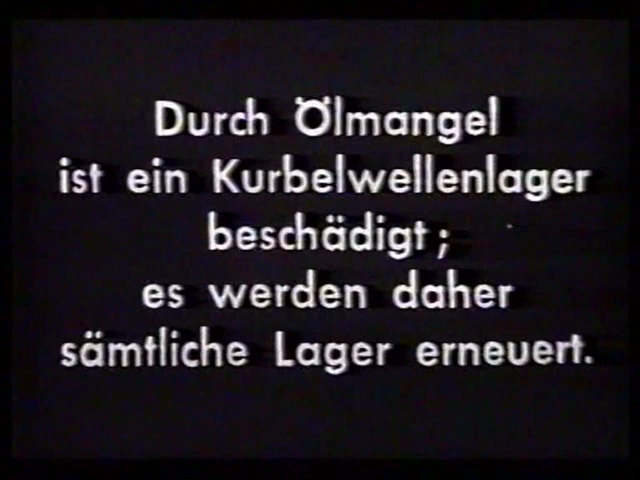 Durch Ölmangel
ist ein Kurbelwellenlager
beschädigt;
es werden daher
sämtliche Lager erneuert.